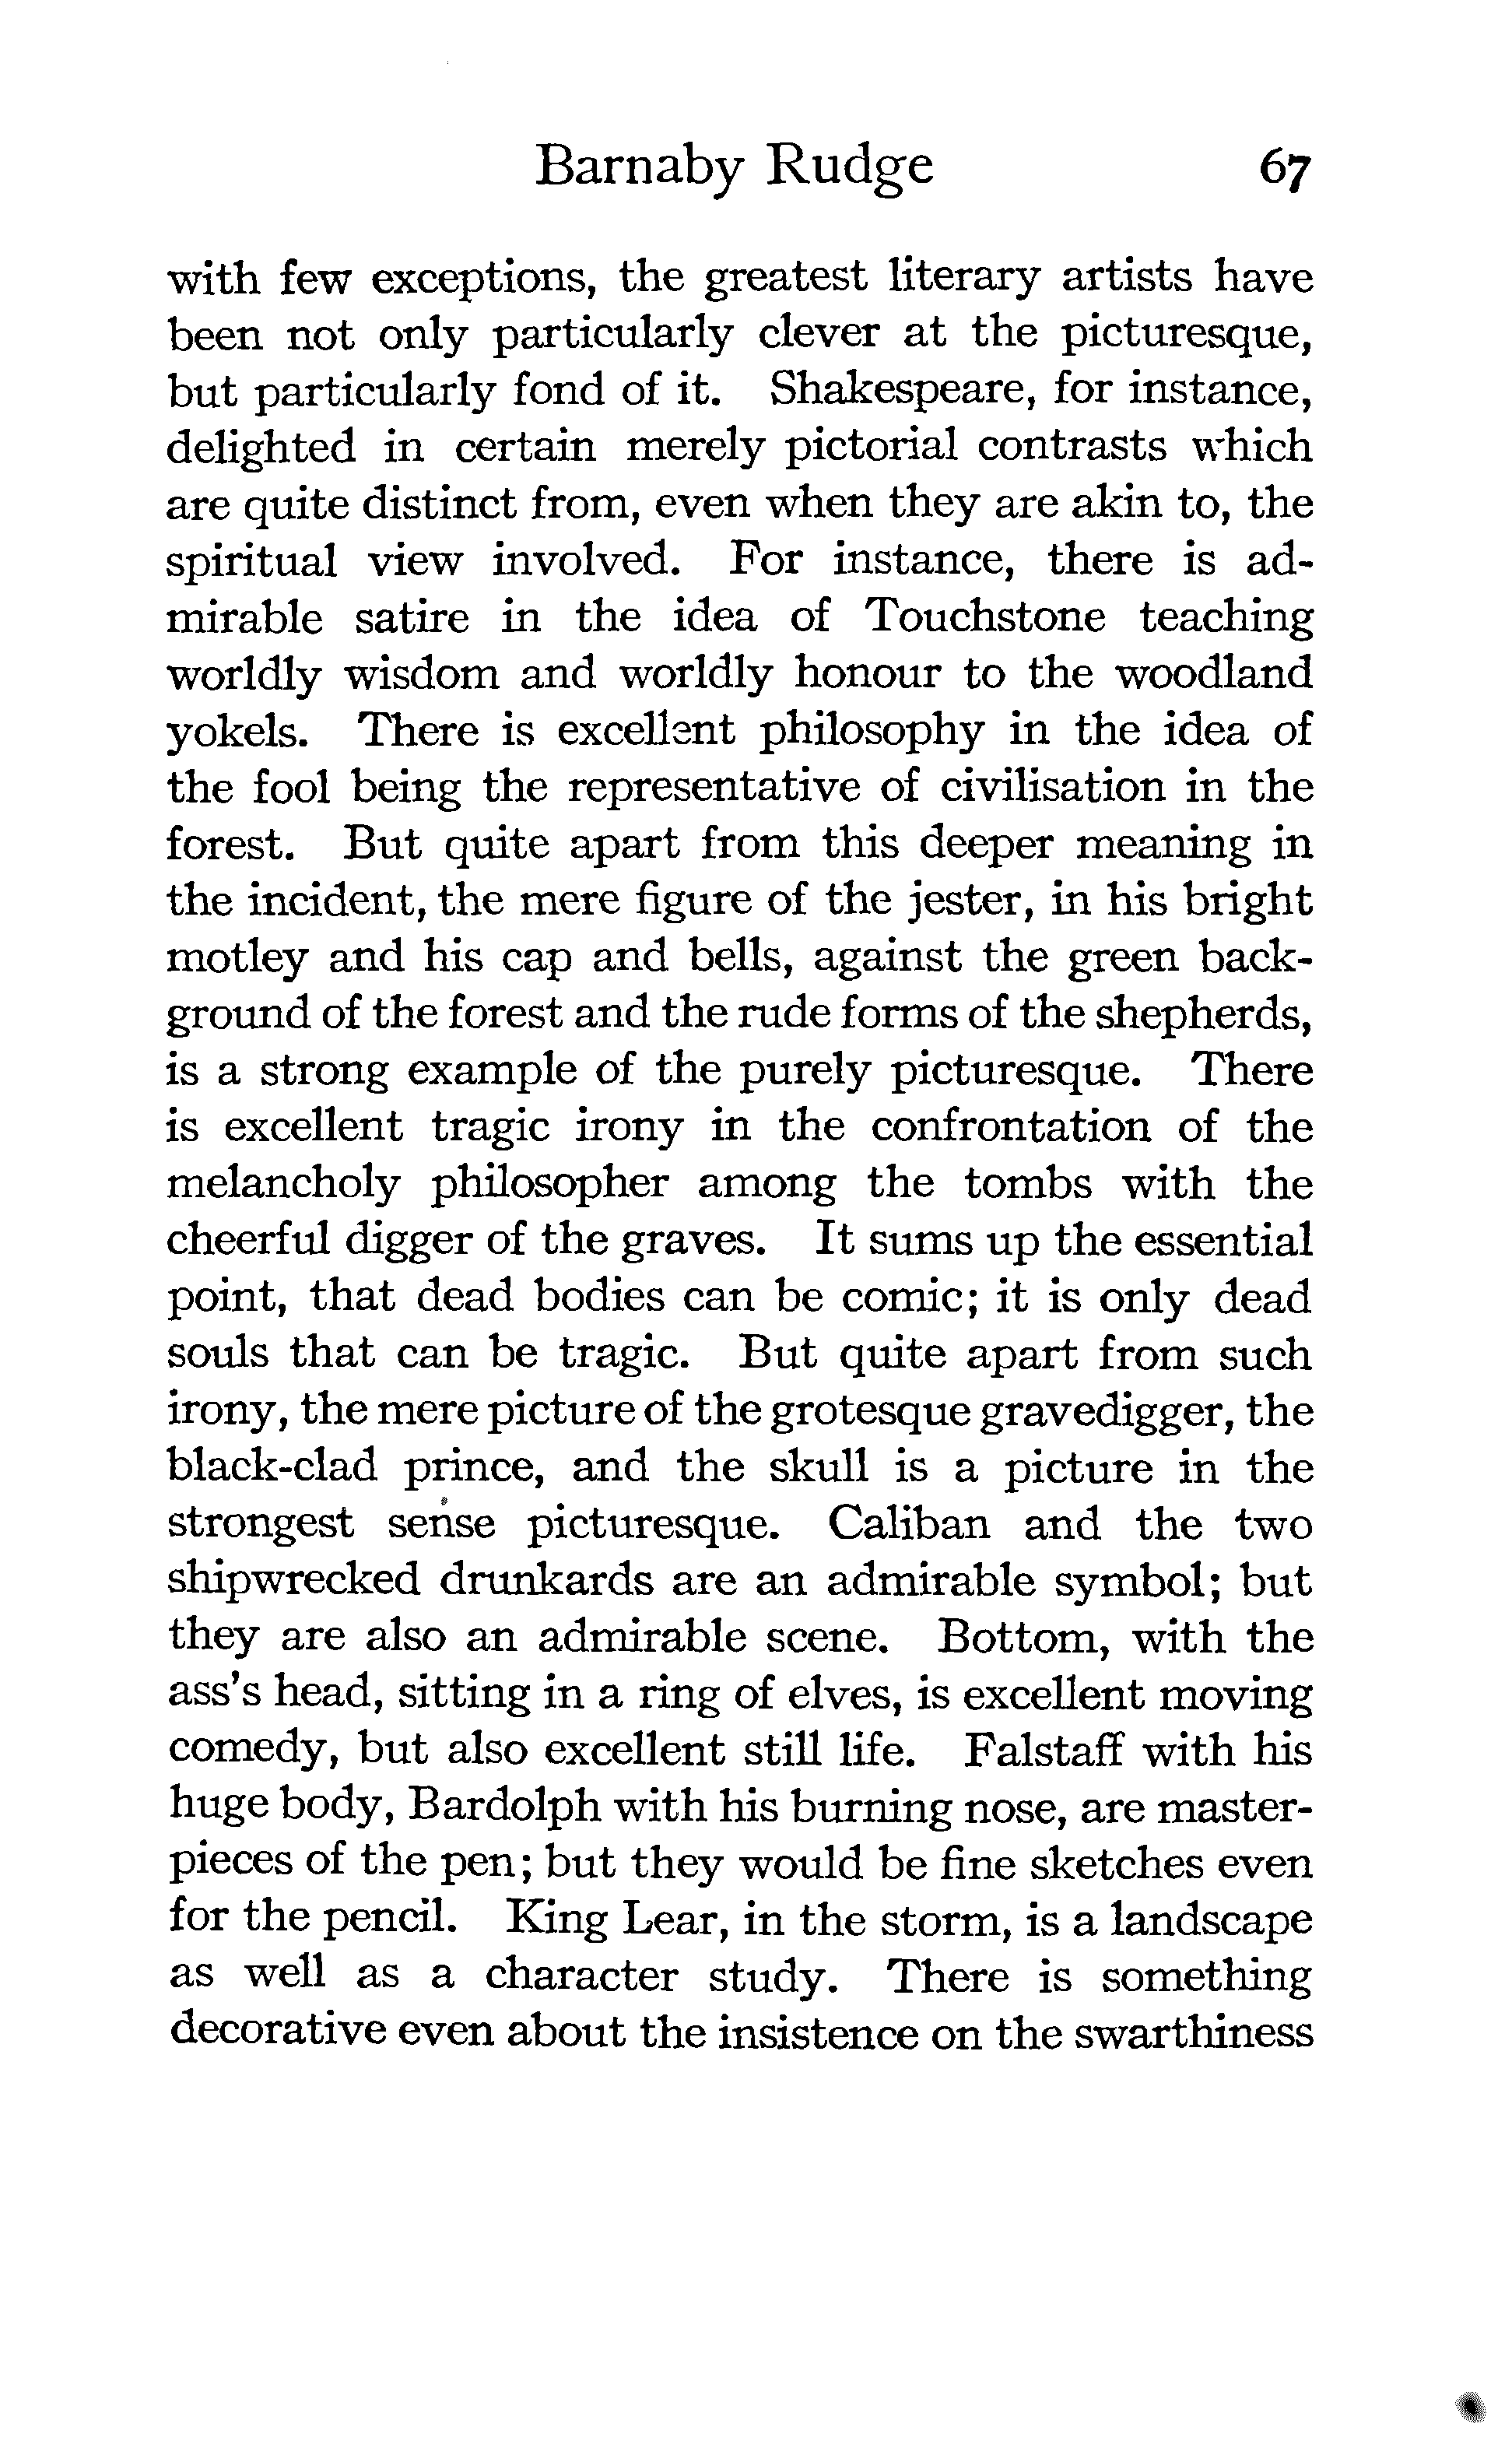 Barnaby Rudge 67
with few exceptions, the greatest literary artists have
been not only particularly clever at the picturesque,
but particularly fond of it. Shakespeare, for instance,
delighted in certain merely pictorial contrasts which
are quite distinct from, even when they are akin to, the
spiritual view involved. For instance, there is ad-
mirable satire in the idea of Touchstone teaching
worldly wisdom and worldly honour to the woodland
yokels. There is excellent philosophy in the idea of
the fool being the representative of civilisation in the
forest. But quite apart from this deeper meaning in
the incident, the mere figure of the jester, in his bright
motley and his cap and bells, against the green back-
ground of the forest and the rude forms of the shepherds,
is a strong example of the purely picturesque. There
is excellent tragic irony in the confrontation of the
melancholy philosopher among the tombs with the
cheerful digger of the graves. It sums up the essential
point, that dead bodies can be comic; it is only dead
souls that can be tragic. But quite apart from such
irony, the mere picture of the grotesque gravedigger, the
black-clad prince, and the skull is a picture in the
strongest sense picturesque. Caliban and the two
shipwrecked drunkards are an admirable symbol; but
they are also an admirable scene. Bottom, with the
ass's head, sitting in a ring of elves, is excellent moving
comedy, but also excellent still life. Falstaff with his
huge body, Bardolph with his burning nose, are master-
pieces of the pen; but they would be fine sketches even
for the pencil. King Lear, in the storm, is a landscape
as well as a character study. There is something
decorative even about the insistence on the swarthiness